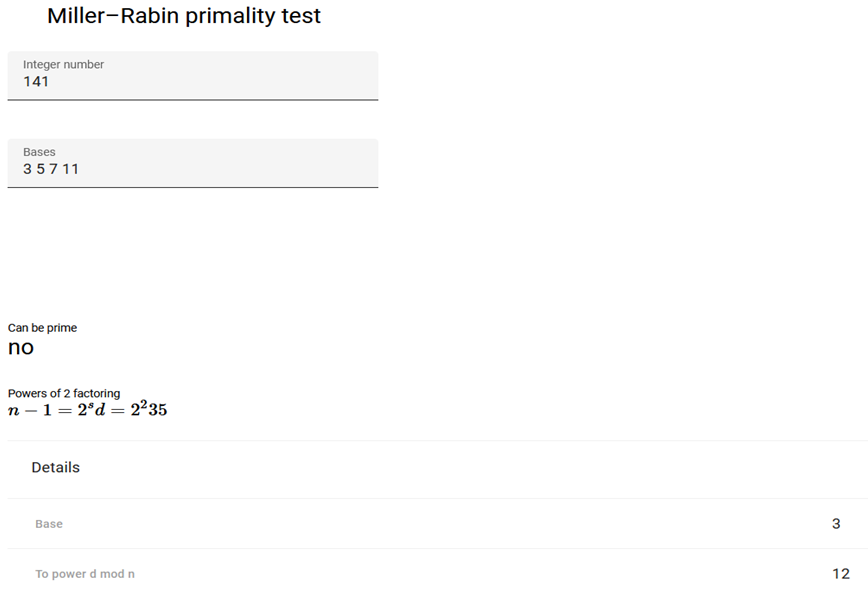 Miller–Rabin primality test
Integer number
141
Bases
3 5 7 11
Can be prime
no
Powers of 2 factoring
n − 1 = 2^s d = 2^2 35
Details
Base 3
To power d mod n 12